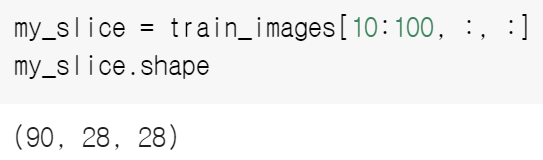 my_slice = train_images[10:100, :, :]
my_slice.shape
(90, 28, 28)